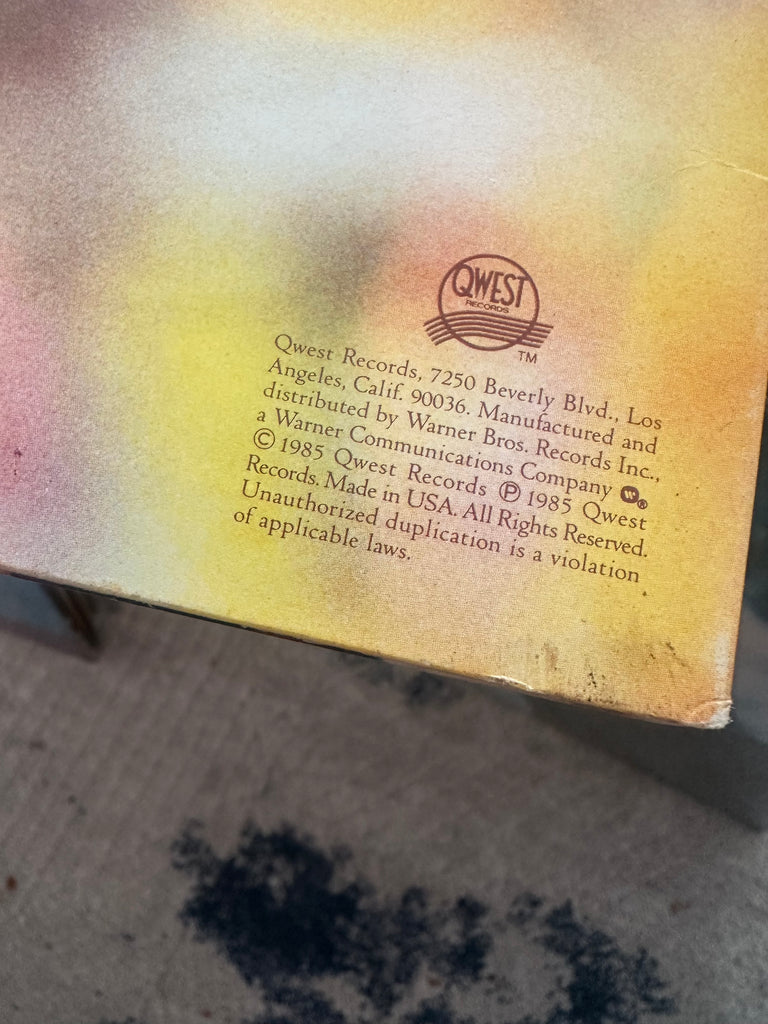 QWEST
RECORDS
TM
Qwest Records, 7250 Beverly Blvd., Los
Angeles, Calif. 90036. Manufactured and
distributed by Warner Bros. Records Inc.,
a Warner Communications Company W®
© 1985 Qwest Records ℗ 1985 Qwest
Records. Made in USA. All Rights Reserved.
Unauthorized duplication is a violation
of applicable laws.